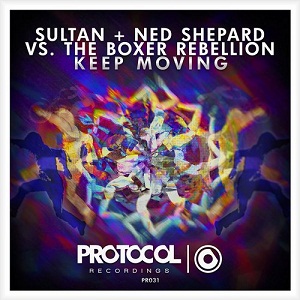 SULTAN + NED SHEPARD
VS. THE BOXER REBELLION
KEEP MOVING
PROTOCOL
RECORDINGS
PR031